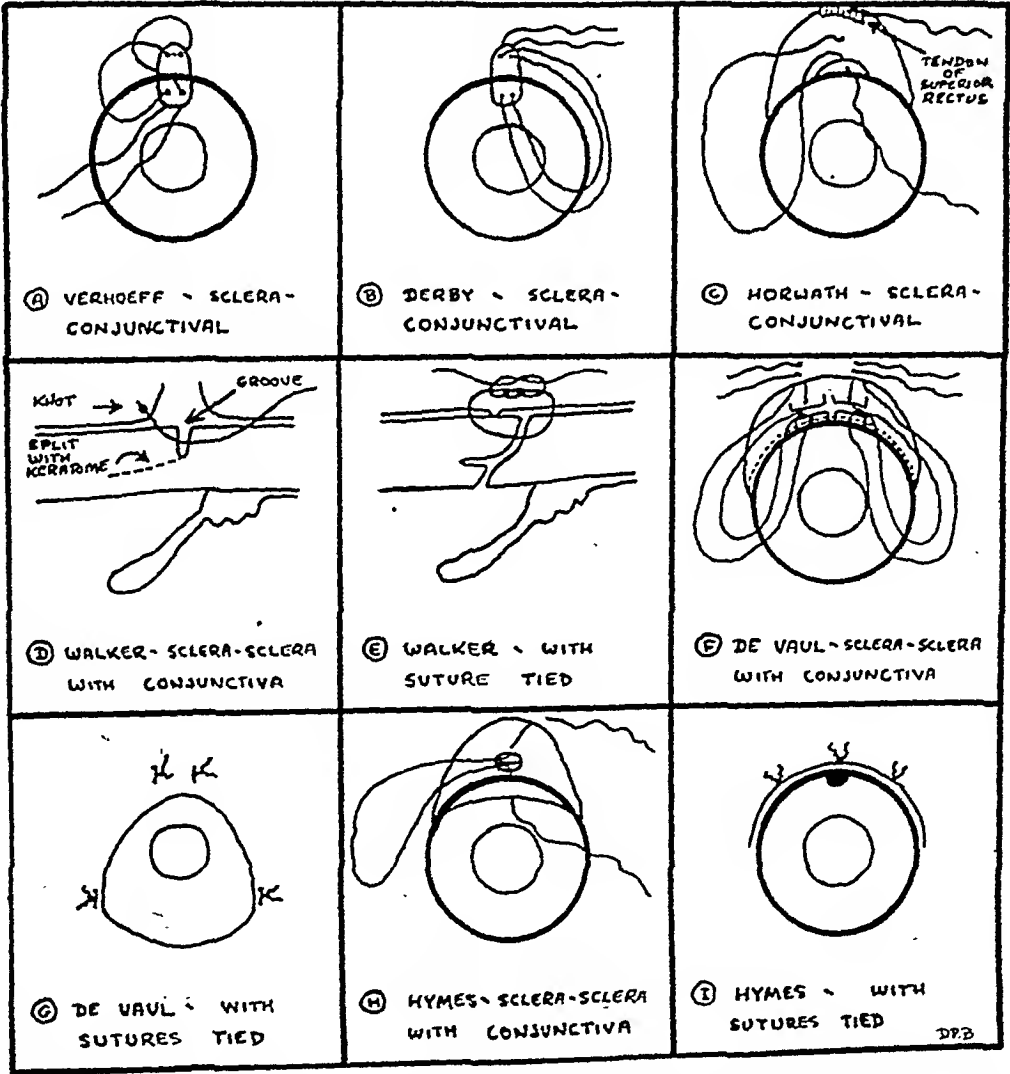 TENDON
OF
SUPERIOR
RECTUS
Ⓐ VERHOEFF - SCLERA-
CONJUNCTIVAL
Ⓑ DERBY - SCLERA-
CONJUNCTIVAL
Ⓒ HORWATH - SCLERA-
CONJUNCTIVAL
KNOT
GROOVE
SPLIT
WITH
KERATOME
Ⓓ WALKER - SCLERA-SCLERA
WITH CONJUNCTIVA
Ⓔ WALKER - WITH
SUTURE TIED
Ⓕ DE VAUL - SCLERA-SCLERA
WITH CONJUNCTIVA
Ⓖ DE VAUL - WITH
SUTURES TIED
Ⓗ HYMES - SCLERA-SCLERA
WITH CONJUNCTIVA
Ⓘ HYMES - WITH
SUTURES TIED
D.P.B